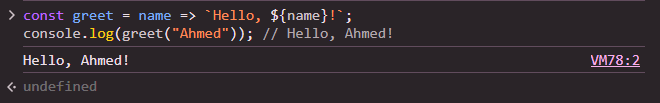 const greet = name => `Hello, ${name}!`;
console.log(greet("Ahmed")); // Hello, Ahmed!
Hello, Ahmed! VM78:2
undefined